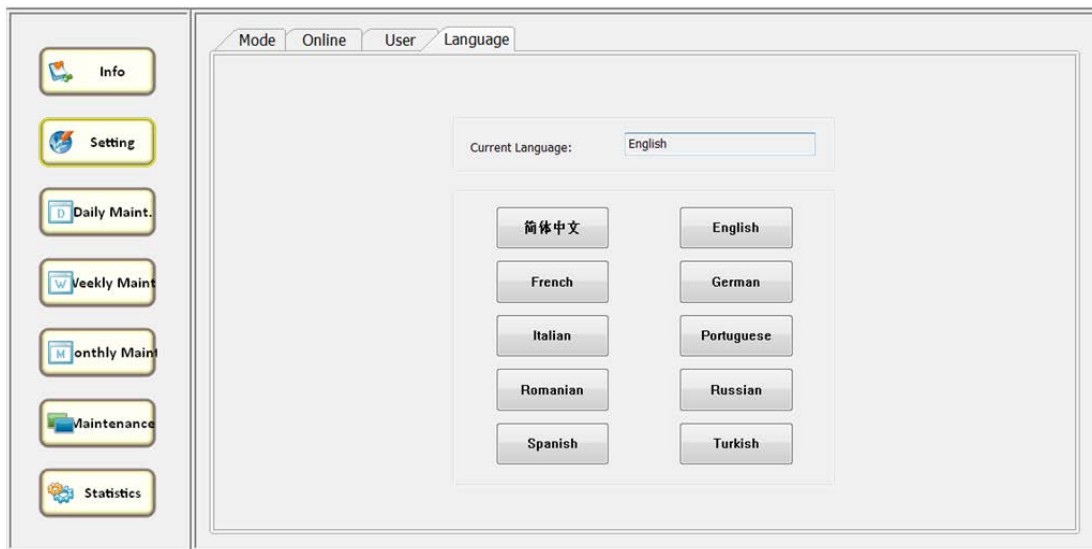 Info
Setting
Daily Maint.
Weekly Maint
Monthly Maint
Maintenance
Statistics
Mode Online User Language
Current Language: English
简体中文 English
French German
Italian Portuguese
Romanian Russian
Spanish Turkish